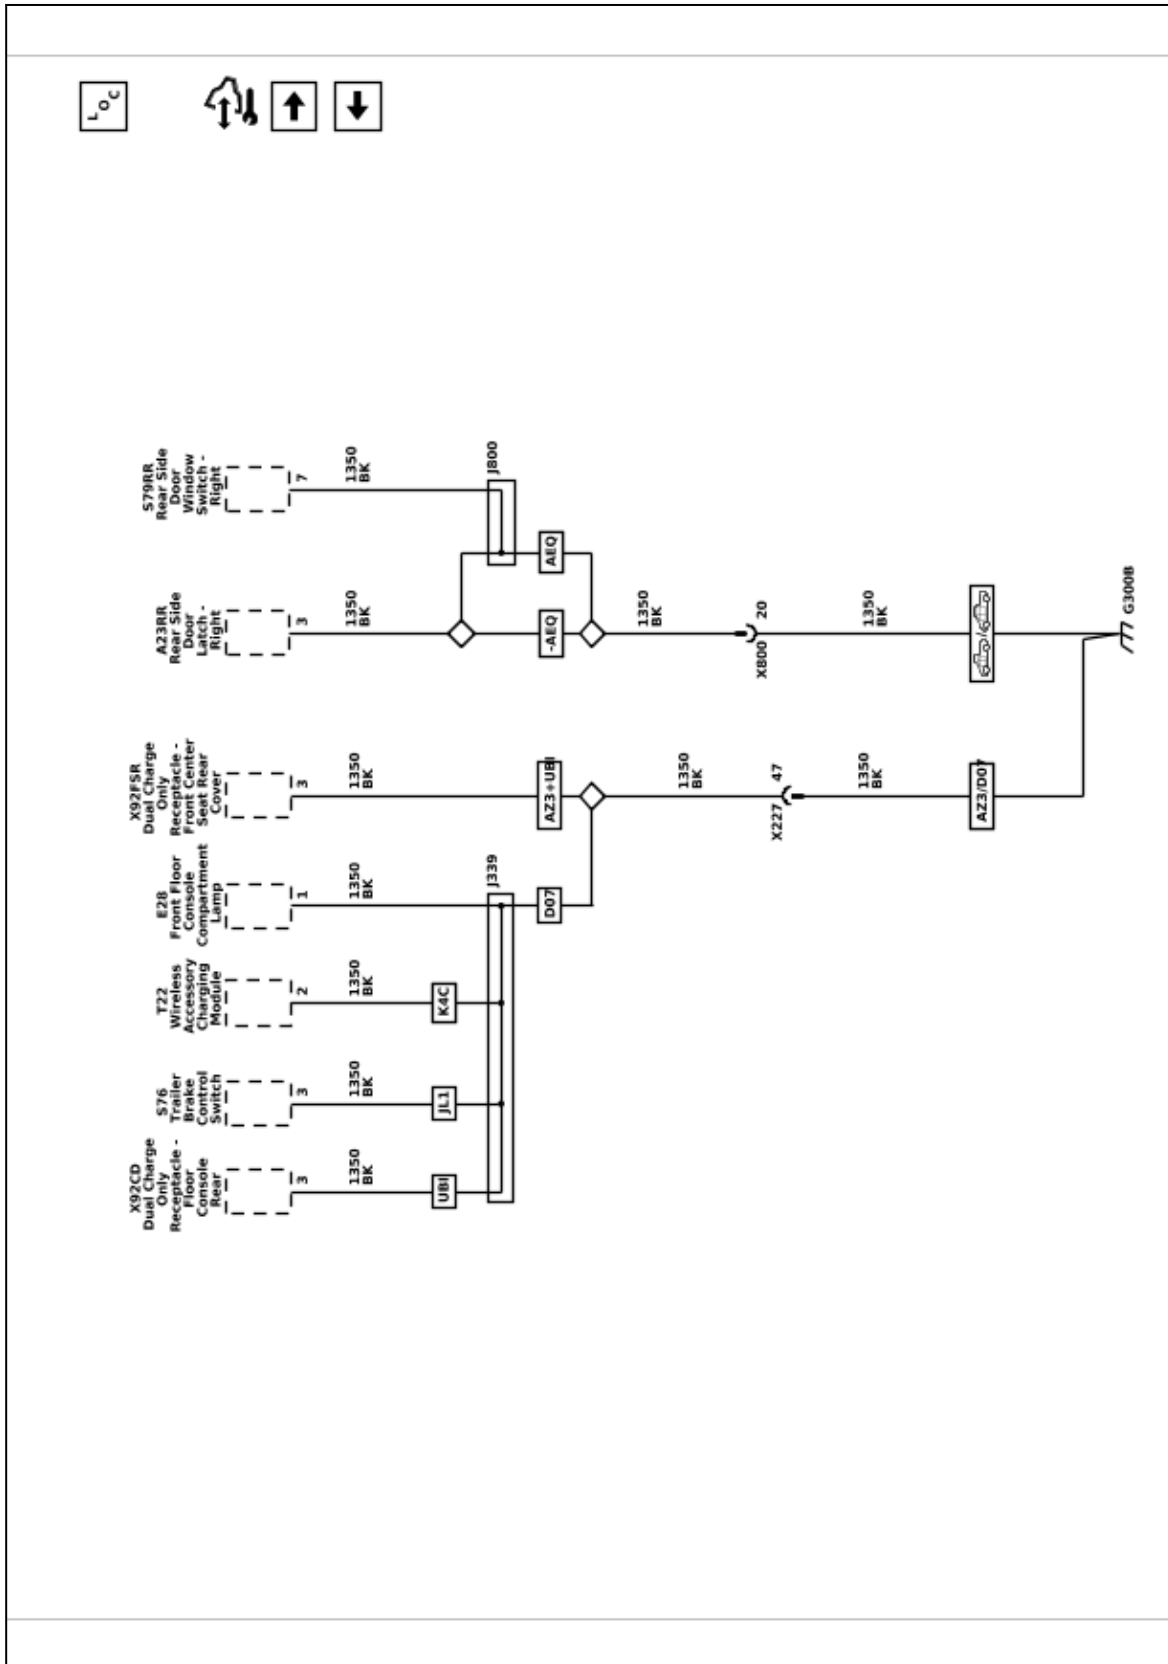 LOC
S79RR
Rear Side
Door
Window
Switch -
Right
7
1350
BK
J800
AEQ
A23RR
Rear Side
Door
Latch -
Right
3
1350
BK
-AEQ
1350
BK
X800
20
1350
BK
/
G300B
X92FSR
Dual Charge
Only
Receptacle -
Front Center
Seat Rear
Cover
3
1350
BK
AZ3+UBI
1350
BK
X227
47
1350
BK
AZ3/D07
E28
Front Floor
Console
Compartment
Lamp
1
1350
BK
J339
D07
T22
Wireless
Accessory
Charging
Module
2
1350
BK
K4C
S76
Trailer
Brake
Control
Switch
3
1350
BK
JL1
X92CD
Dual Charge
Only
Receptacle -
Floor
Console
Rear
3
1350
BK
UBI